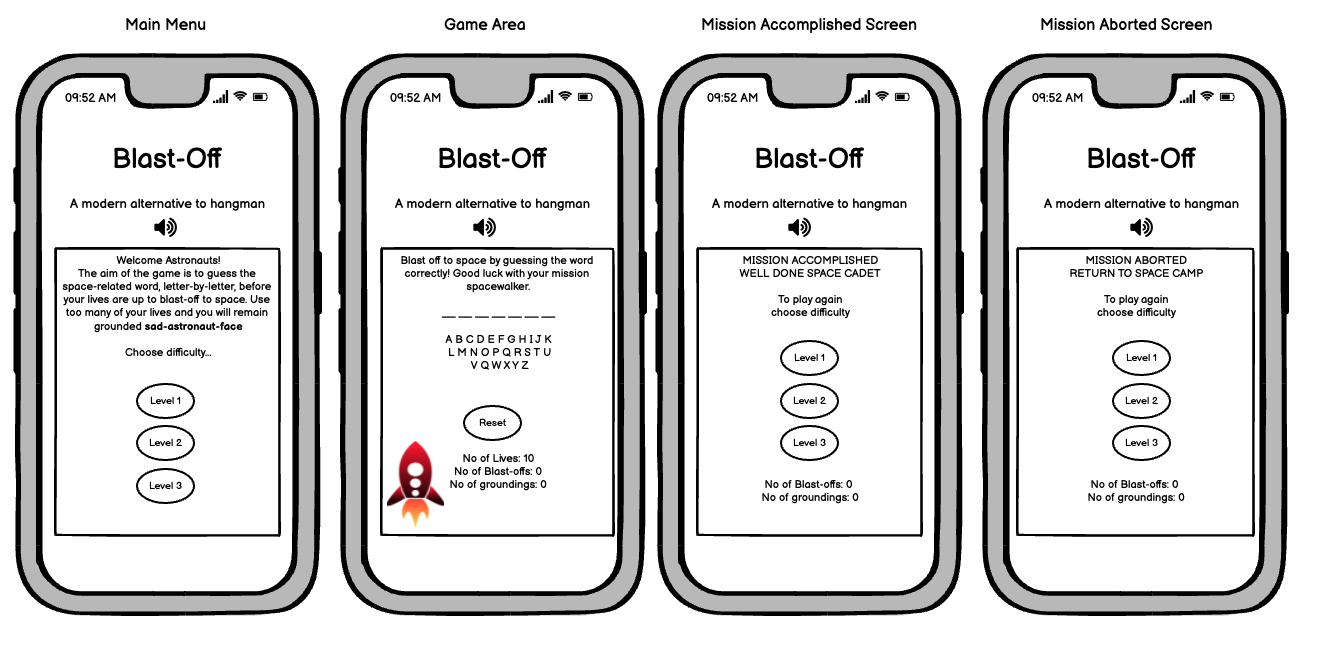 Main Menu
Game Area
Mission Accomplished Screen
Mission Aborted Screen
09:52 AM
Blast-Off
A modern alternative to hangman
Welcome Astronauts!
The aim of the game is to guess the
space-related word, letter-by-letter, before
your lives are up to blast-off to space. Use
too many of your lives and you will remain
grounded sad-astronaut-face
Choose difficulty...
Level 1
Level 2
Level 3
09:52 AM
Blast-Off
A modern alternative to hangman
Blast off to space by guessing the word
correctly! Good luck with your mission
spacewalker.
_ _ _ _ _ _ _
A B C D E F G H I J K
L M N O P Q R S T U
V Q W X Y Z
Reset
No of Lives: 10
No of Blast-offs: 0
No of groundings: 0
09:52 AM
Blast-Off
A modern alternative to hangman
MISSION ACCOMPLISHED
WELL DONE SPACE CADET
To play again
choose difficulty
Level 1
Level 2
Level 3
No of Blast-offs: 0
No of groundings: 0
09:52 AM
Blast-Off
A modern alternative to hangman
MISSION ABORTED
RETURN TO SPACE CAMP
To play again
choose difficulty
Level 1
Level 2
Level 3
No of Blast-offs: 0
No of groundings: 0